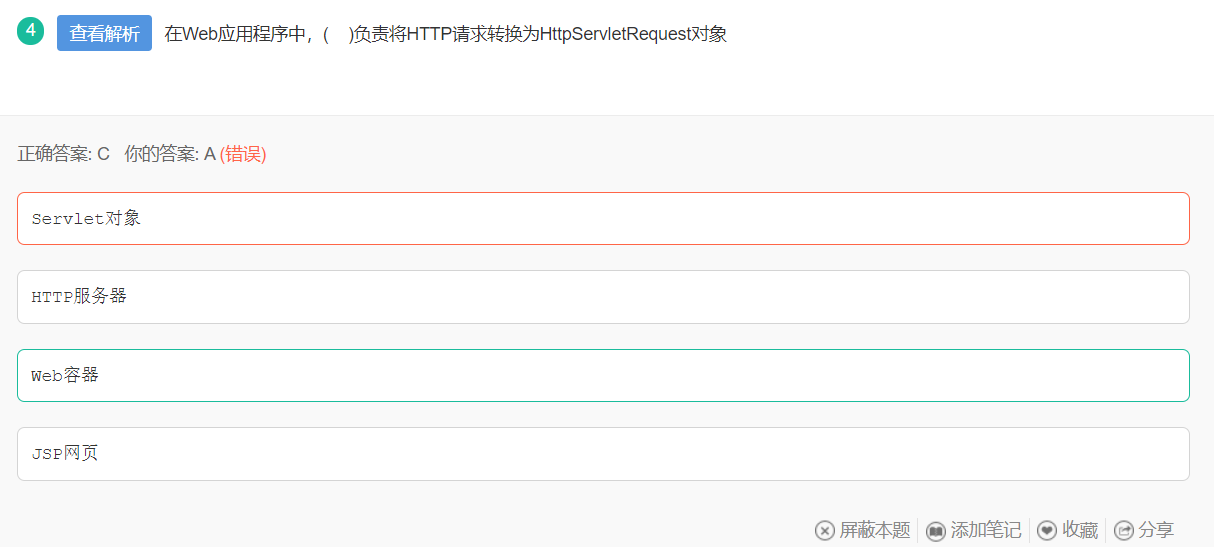 4 查看解析 在Web应用程序中，( )负责将HTTP请求转换为HttpServletRequest对象
正确答案: C 你的答案: A (错误)
Servlet对象
HTTP服务器
Web容器
JSP网页
屏蔽本题 添加笔记 收藏 分享